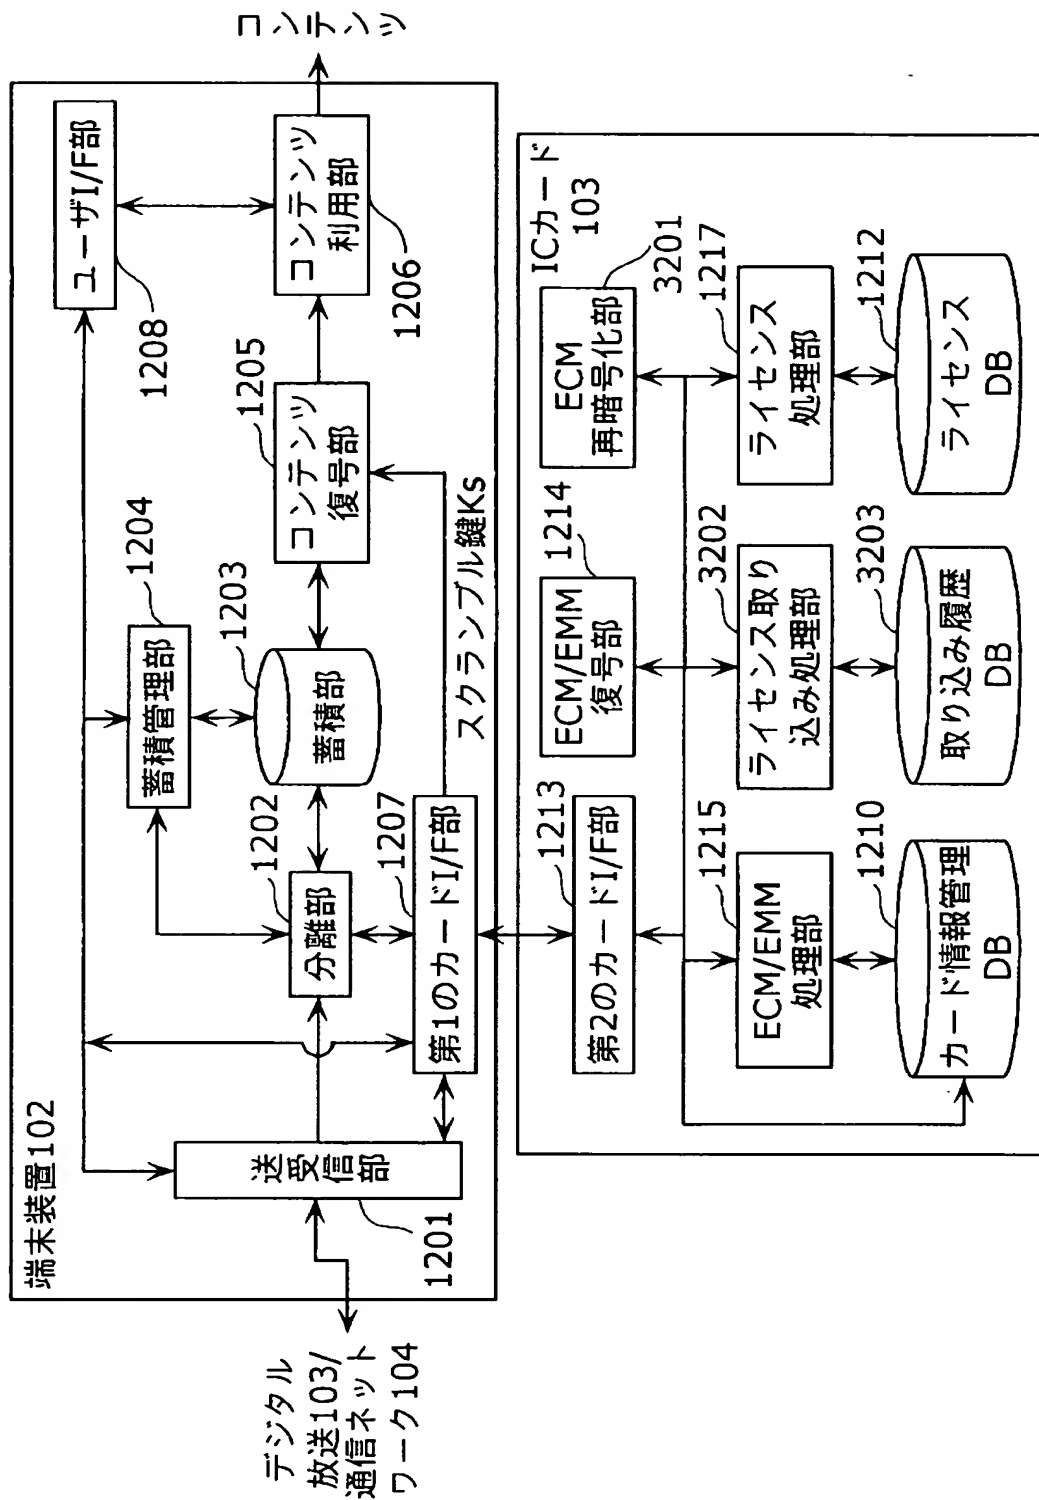 端末装置102
デジタル
放送103/
通信ネット
ワーク104
送受信部
1201
分離部
1202
蓄積部
1203
蓄積管理部
1204
コンテンツ
復号部
1205
コンテンツ
利用部
1206
ユーザI/F部
1208
コンテンツ
第1のカードI/F部
1207
スクランブル鍵Ks
ICカード
103
第2のカードI/F部
1213
ECM/EMM
復号部
1214
ECM
再暗号化部
3201
ECM/EMM
処理部
1215
ライセンス取り
込み処理部
3202
ライセンス
処理部
1217
カード情報管理
DB
1210
取り込み履歴
DB
3203
ライセンス
DB
1212